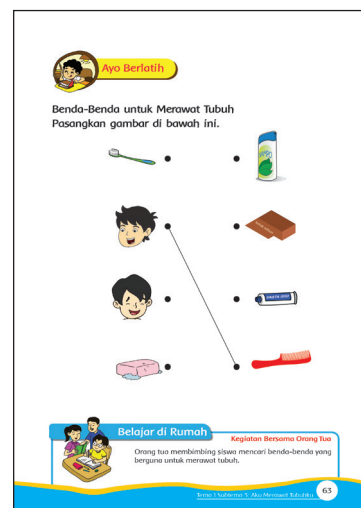 Ayo Berlatih
Benda-Benda untuk Merawat Tubuh
Pasangkan gambar di bawah ini.
PASTA GIGI
Belajar di Rumah
Kegiatan Bersama Orang Tua
Orang tua membimbing siswa mencari benda-benda yang
berguna untuk merawat tubuh.
Tema 1 Subtema 3: Aku Merawat Tubuhku
63